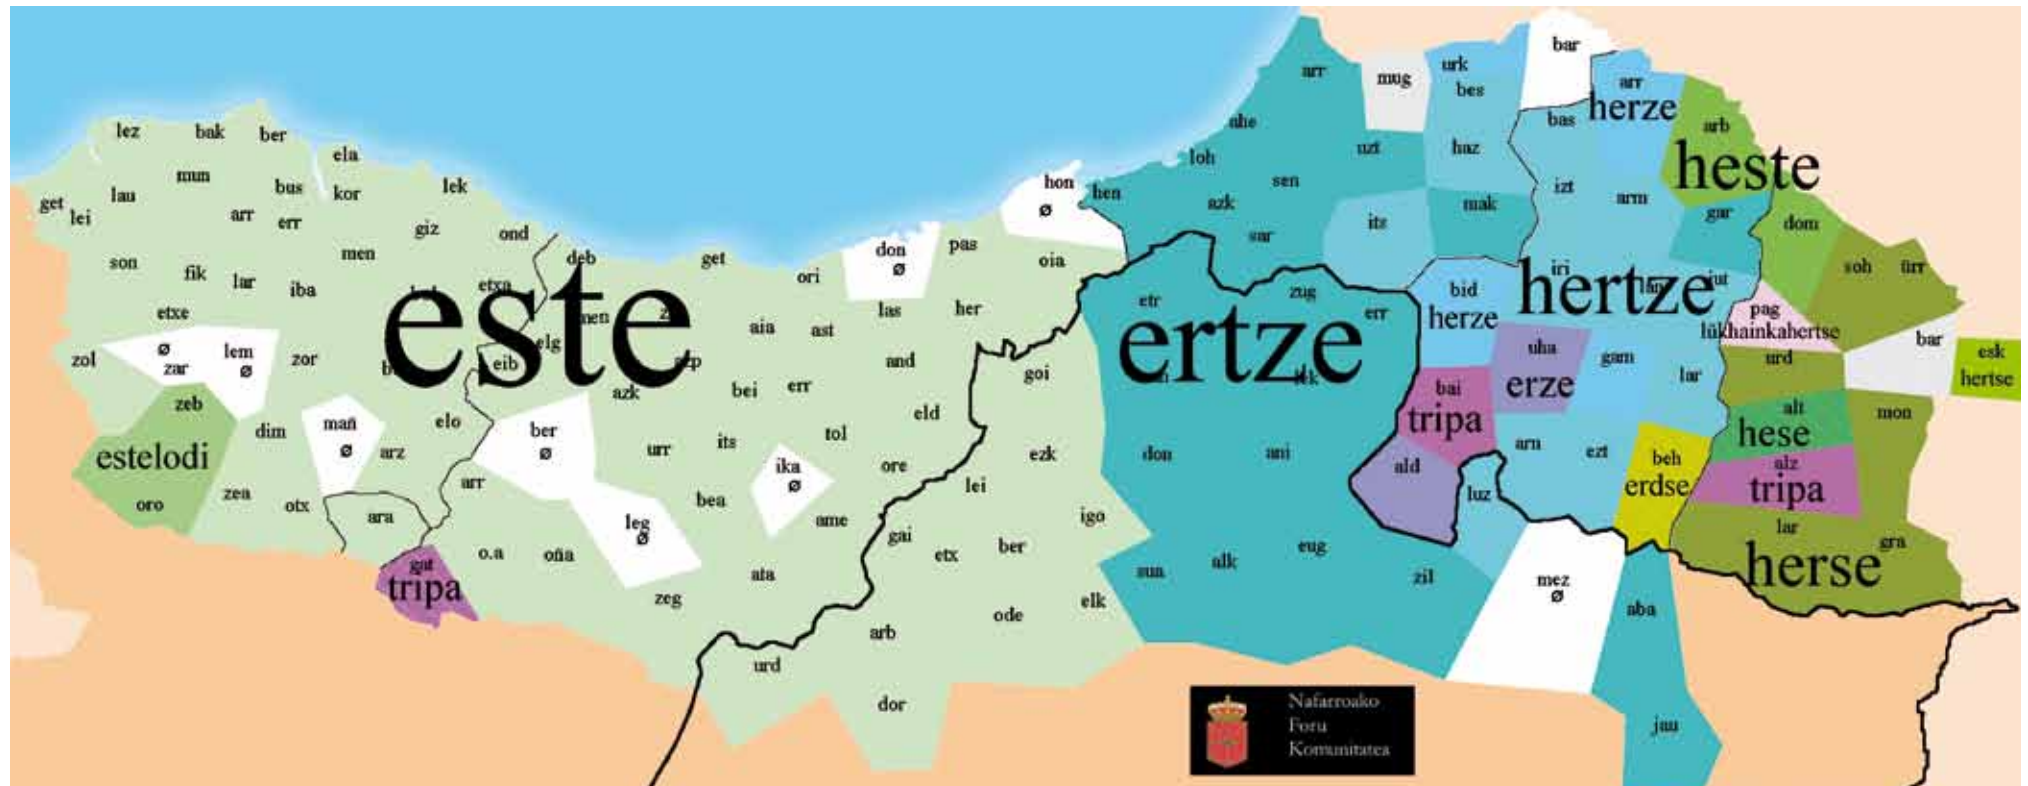 lez
bak
ber
ela
mun
bus
kor
lek
get
lei
lau
arr
err
giz
ond
men
son
fik
lar
iba
etxe
etxa
deb
get
ori
don
ø
pas
oia
hon
ø
hen
las
her
este
aia
ast
zol
ø
zar
lem
ø
zor
eib
elg
azk
bei
err
and
zeb
estelodi
oro
dim
mañ
ø
arz
elo
ber
ø
urr
its
tol
eld
ore
ika
ø
zea
otx
ara
arr
bea
ame
leg
ø
gat
tripa
o.a
oña
ata
zeg
goi
ezk
lei
igo
gai
etx
ber
elk
ode
arb
urd
dor
arr
mug
urk
bes
bar
arr
herze
ahe
loh
uzt
haz
bas
arb
heste
sen
azk
sar
its
mak
izt
arm
gar
dom
soh
ürr
etr
zug
err
ertze
bid
herze
iri
hertze
jut
pag
lükhainkahertse
bar
esk
hertse
uha
erze
gam
lar
urd
bai
tripa
alt
hese
mon
don
ani
ald
arn
ezt
beh
erdse
alz
tripa
luz
lar
herse
gra
sun
alk
eug
zil
mez
ø
aba
jau
Nafarroako
Foru
Komunitatea